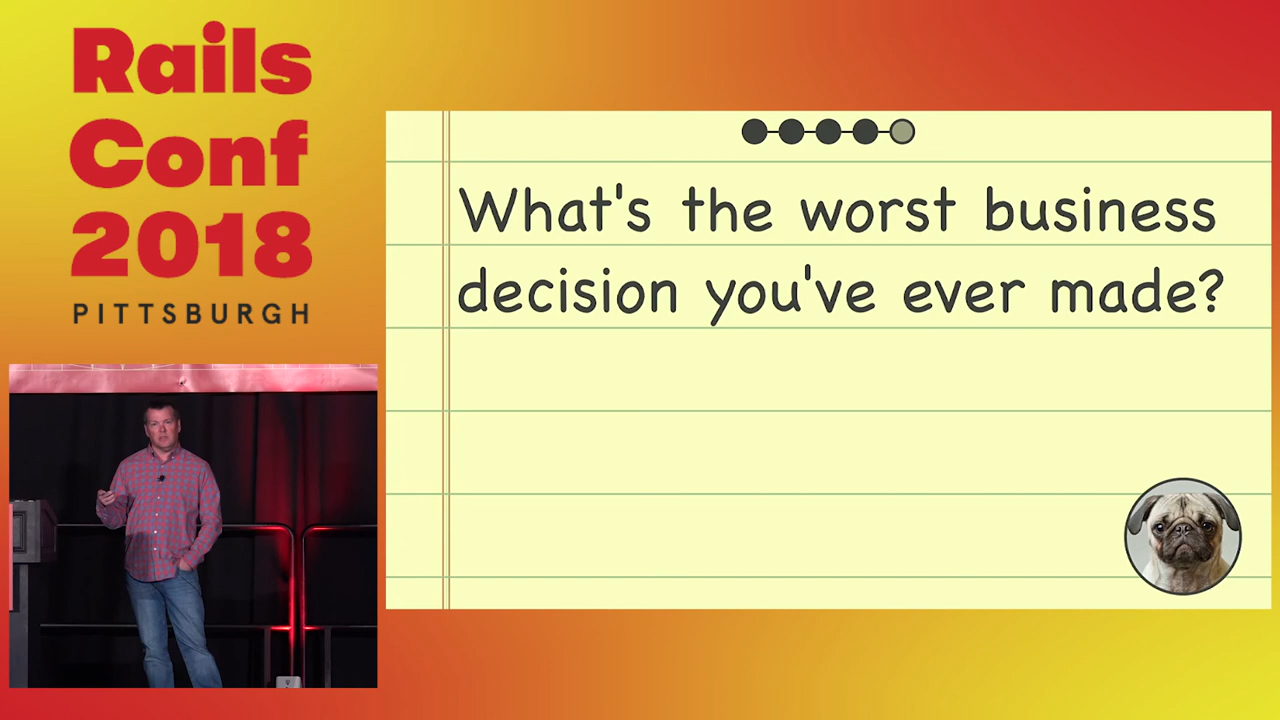 Rails
Conf
2018
PITTSBURGH
What's the worst business
decision you've ever made?